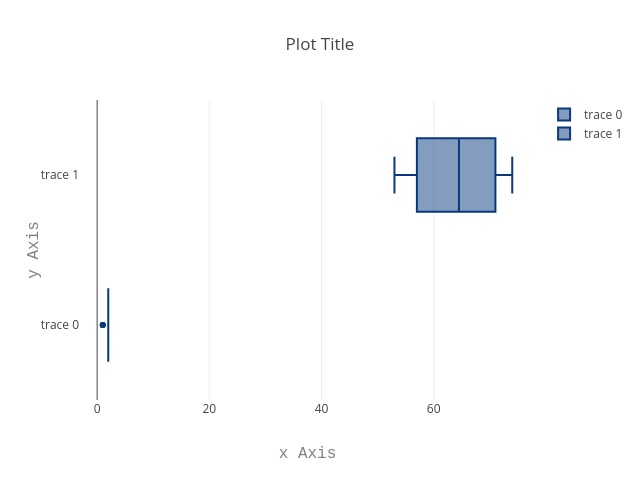 Plot Title
trace 0
trace 1
trace 1
y Axis
trace 0
0
20
40
60
x Axis